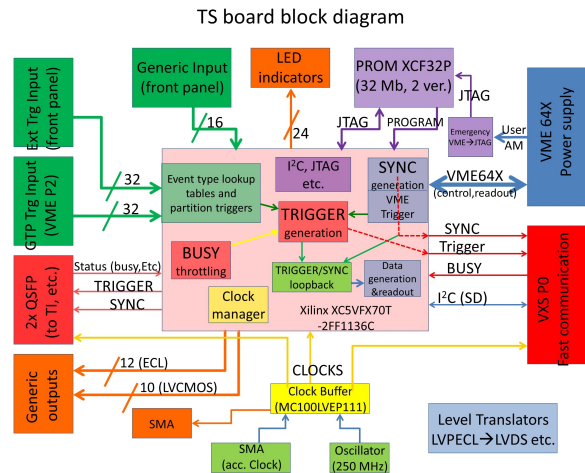 TS board block diagram
Ext Trg Input
(front panel)
GTP Trg Input
(VME P2)
Generic Input
(front panel)
LED
indicators
PROM XCF32P
(32 Mb, 2 ver.)
JTAG
Emergency
VME→JTAG
User
AM
VME 64X
Power supply
16
24
JTAG
PROGRAM
32
32
Event type lookup
tables and
partition triggers
I²C, JTAG
etc.
SYNC
generation
VME
Trigger
VME64X
(control,readout)
TRIGGER
generation
BUSY
throttling
TRIGGER/SYNC
loopback
Data
generation
&readout
Clock
manager
Xilinx XC5VFX70T
-2FF1136C
2x QSFP
(to TI, etc.)
Status (busy,Etc)
TRIGGER
SYNC
SYNC
Trigger
BUSY
I²C (SD)
VXS P0
Fast communication
Generic
outputs
12 (ECL)
10 (LVCMOS)
CLOCKS
Clock Buffer
(MC100LVEP111)
SMA
SMA
(acc. Clock)
Oscillator
(250 MHz)
Level Translators
LVPECL→LVDS etc.